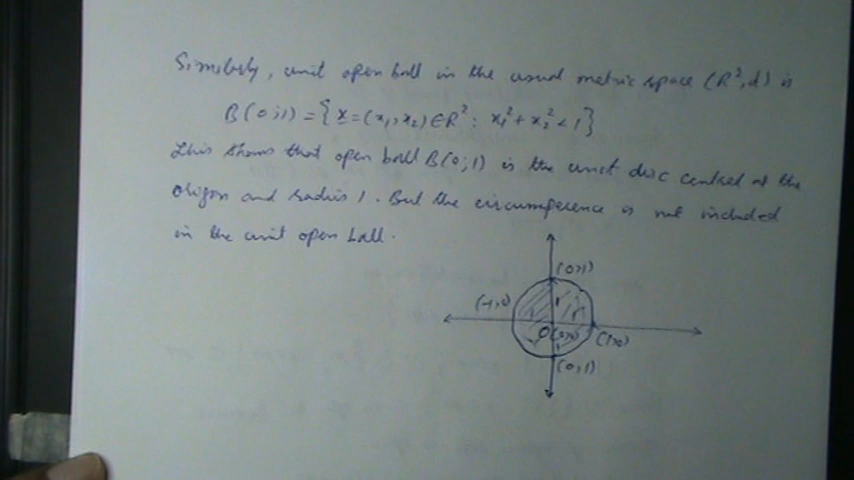 Similarly, unit open ball in the usual metric space (R², d) is
B(0;1) = {x = (x₁, x₂) ∈ R² : x₁² + x₂² < 1}
This shows that open ball B(0;1) is the unit disc centred at the
origin and radius 1. But the circumference is not included
in the unit open ball.
(0,1)
(-1,0)
O(0,0)
(1,0)
(0,1)